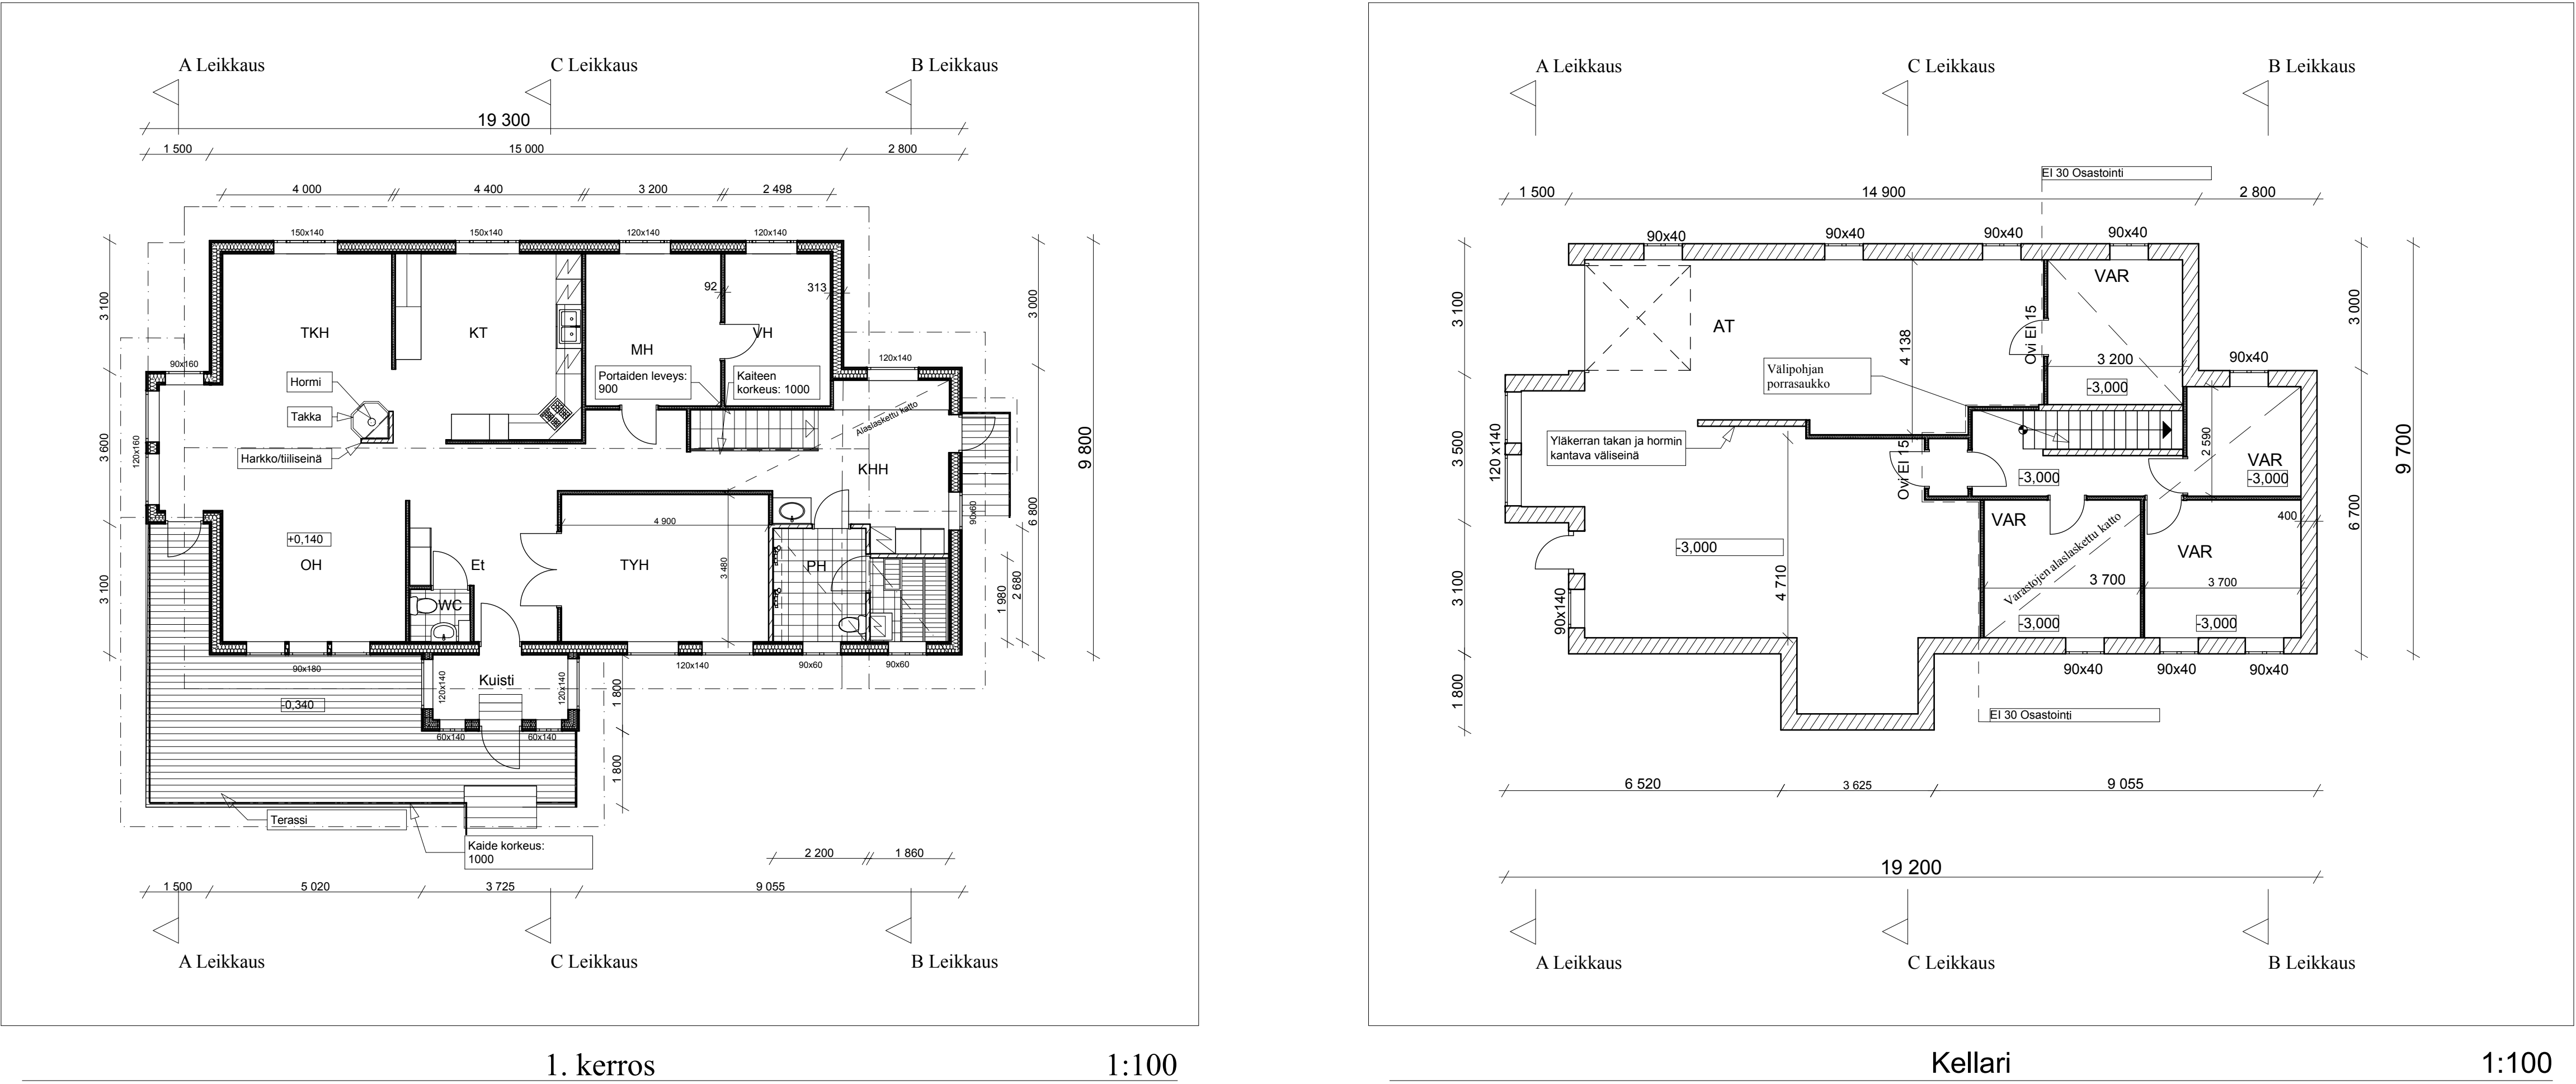 A Leikkaus
C Leikkaus
B Leikkaus
19 300
1 500
15 000
2 800
4 000
4 400
3 200
2 498
150x140
150x140
120x140
120x140
92
313
3 100
3 600
3 100
TKH
KT
MH
VH
90x160
120x140
3 000
9 800
6 800
Hormi
Takka
Harkko/tiiliseinä
Portaiden leveys:
900
Kaiteen
korkeus: 1000
Alaslaskettu katto
120x160
KHH
4 900
90x60
+0,140
OH
Et
TYH
3 480
PH
1 980
2 680
WC
90x180
120x140
90x60
90x60
Kuisti
120x140
120x140
1 800
-0,340
60x140
60x140
1 800
Terassi
Kaide korkeus:
1000
2 200
1 860
1 500
5 020
3 725
9 055
A Leikkaus
C Leikkaus
B Leikkaus
1. kerros
1:100
A Leikkaus
C Leikkaus
B Leikkaus
EI 30 Osastointi
1 500
14 900
2 800
90x40
90x40
90x40
90x40
VAR
3 100
AT
4 138
Ovi EI 15
3 200
-3,000
90x40
3 000
9 700
Välipohjan
porrasaukko
Yläkerran takan ja hormin
kantava väliseinä
3 500
120 x140
Ovi EI 15
-3,000
2 590
VAR
-3,000
6 700
400
VAR
VAR
-3,000
4 710
Varastojen alaslaskettu katto
3 700
3 700
-3,000
-3,000
3 100
90x140
90x40
90x40
90x40
1 800
EI 30 Osastointi
6 520
3 625
9 055
19 200
A Leikkaus
C Leikkaus
B Leikkaus
Kellari
1:100